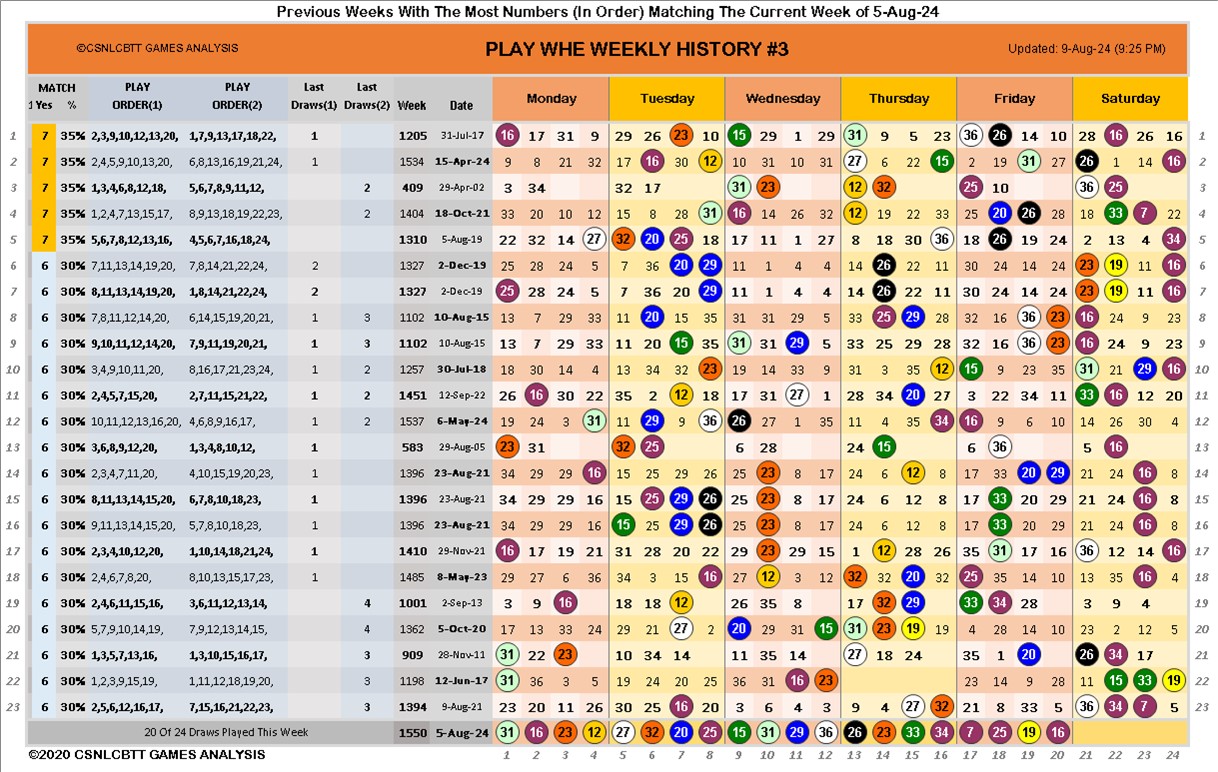 Previous Weeks With The Most Numbers (In Order) Matching The Current Week of 5-Aug-24
©CSNLCBTT GAMES ANALYSIS PLAY WHE WEEKLY HISTORY #3 Updated: 9-Aug-24 (9:25 PM)
MATCH PLAY PLAY Last Last Monday Tuesday Wednesday Thursday Friday Saturday
1 Yes % ORDER(1) ORDER(2) Draws(1) Draws(2) Week Date
1 7 35% 2,3,9,10,12,13,20, 1,7,9,13,17,18,22, 1 1205 31-Jul-17 16 17 31 9 29 26 23 10 15 29 1 29 31 9 5 23 36 26 14 10 28 16 26 16 1
2 7 35% 2,4,5,9,10,13,20, 6,8,13,16,19,21,24, 1 1534 15-Apr-24 9 8 21 32 17 16 30 12 10 31 10 31 27 6 22 15 2 19 31 27 26 1 14 16 2
3 7 35% 1,3,4,6,8,12,18, 5,6,7,8,9,11,12, 2 409 29-Apr-02 3 34 32 17 31 23 12 14 25 10 36 25 3
4 7 35% 1,2,4,7,13,15,17, 8,9,13,18,19,22,23, 2 1404 18-Oct-21 33 20 10 12 15 8 28 31 16 14 26 32 12 19 22 33 25 20 26 28 18 33 7 22 4
5 7 35% 5,6,7,8,12,13,16, 4,5,6,7,16,18,24, 1310 5-Aug-19 22 32 14 27 32 20 25 18 17 11 1 27 8 18 30 36 18 26 19 24 2 13 4 34 5
6 6 30% 7,11,13,14,19,20 7,8,14,21,22,24, 2 1327 2-Dec-19 25 28 24 5 7 36 20 29 11 1 4 4 14 26 22 11 30 24 14 24 23 19 11 16 6
7 6 30% 8,11,13,14,19,20 1,8,14,21,22,24, 2 1327 2-Dec-19 25 28 24 5 7 36 20 29 11 1 4 4 14 26 22 11 30 24 14 24 23 19 11 16 7
8 6 30% 7,8,11,12,14,20, 6,14,15,19,20,21, 1 1102 10-Aug-15 13 7 29 33 11 20 15 35 31 31 29 5 33 25 29 28 32 16 36 23 16 24 9 23 8
9 6 30% 9,10,11,12,14,20 7,9,11,19,20,21, 1 3 1102 10-Aug-15 13 7 29 33 11 20 15 35 31 31 29 5 33 25 29 28 32 16 36 23 16 24 9 23 9
10 6 30% 3,4,9,10,11,20, 8,16,17,21,23,24, 1 2 1257 30-Jul-18 18 30 14 4 13 34 32 23 19 14 10 33 31 3 35 12 15 9 23 35 31 21 29 16 10
11 6 30% 2,4,5,7,15,20, 2,7,11,15,21,22, 1 2 1451 12-Sep-22 26 16 30 22 35 2 12 18 17 31 27 1 28 34 20 27 3 22 34 11 33 16 12 20 11
12 6 30% 10,11,12,13,16,20, 4,6,8,9,16,17, 1 2 1537 6-May-24 19 24 3 31 11 29 9 36 26 27 1 35 11 4 35 34 16 9 6 10 14 26 30 4 12
13 6 30% 3,6,8,9,12,20, 1,3,4,8,10,12, 1 583 29-Aug-05 23 31 32 16 6 28 24 15 6 36 5 16 13
14 6 30% 2,3,4,7,11,20, 4,10,15,19,20,23, 1 1396 23-Aug-21 34 29 29 16 15 25 29 26 25 23 8 17 24 15 12 8 17 33 20 29 21 24 16 8 14
15 6 30% 8,11,13,14,15,20, 6,7,8,10,18,23, 1 1396 23-Aug-21 34 29 29 16 15 25 29 26 25 23 8 17 24 6 12 8 17 33 20 29 21 24 16 8 15
16 6 30% 9,11,13,14,15,20, 5,7,8,10,18,23, 1 1396 23-Aug-21 34 29 29 16 15 25 29 26 25 23 8 17 24 6 12 8 17 33 20 29 21 24 16 8 16
17 6 30% 2,3,4,10,12,20, 1,10,14,18,21,24, 1 1410 29-Nov-21 16 17 19 21 31 28 20 22 29 23 29 15 1 12 28 26 35 31 17 16 36 12 14 16 17
18 6 30% 2,4,6,7,8,20, 8,10,13,15,17,23, 1 1485 8-May-23 29 27 6 36 34 3 15 16 27 12 3 12 32 32 20 32 25 35 14 10 13 35 16 4 18
19 6 30% 2,4,6,11,15,16, 3,6,11,12,13,14, 4 1001 2-Sep-13 3 9 16 18 18 12 26 35 8 17 32 29 33 34 28 3 9 4 19
20 6 30% 5,7,9,10,14,19, 7,9,12,13,14,15, 4 1362 5-Oct-20 17 13 33 24 29 21 27 2 20 29 31 15 31 23 19 19 4 28 14 10 23 2 12 5 20
21 6 30% 1,3,5,7,13,16, 1,3,10,15,16,17, 3 909 28-Nov-11 31 22 23 10 34 14 11 35 14 27 18 24 35 1 20 26 34 17 21
22 6 30% 1,2,3,9,15,19, 1,11,12,18,19,20, 3 1198 12-Jun-17 31 36 3 5 19 24 20 25 36 31 16 23 23 14 9 28 11 15 33 19 22
23 6 30% 2,5,6,12,16,17, 7,15,16,21,22,23, 3 1394 9-Aug-21 23 20 11 26 30 25 16 20 3 6 4 3 9 4 27 32 21 8 33 5 36 34 7 5 23
20 Of 24 Draws Played This Week 1550 5-Aug-24 31 16 23 12 27 32 20 25 15 31 29 36 26 23 33 34 7 25 19 16
©2020 CSNLCBTT GAMES ANALYSIS 1 2 3 4 5 6 7 8 9 10 11 12 13 14 15 16 17 18 19 20 21 22 23 24